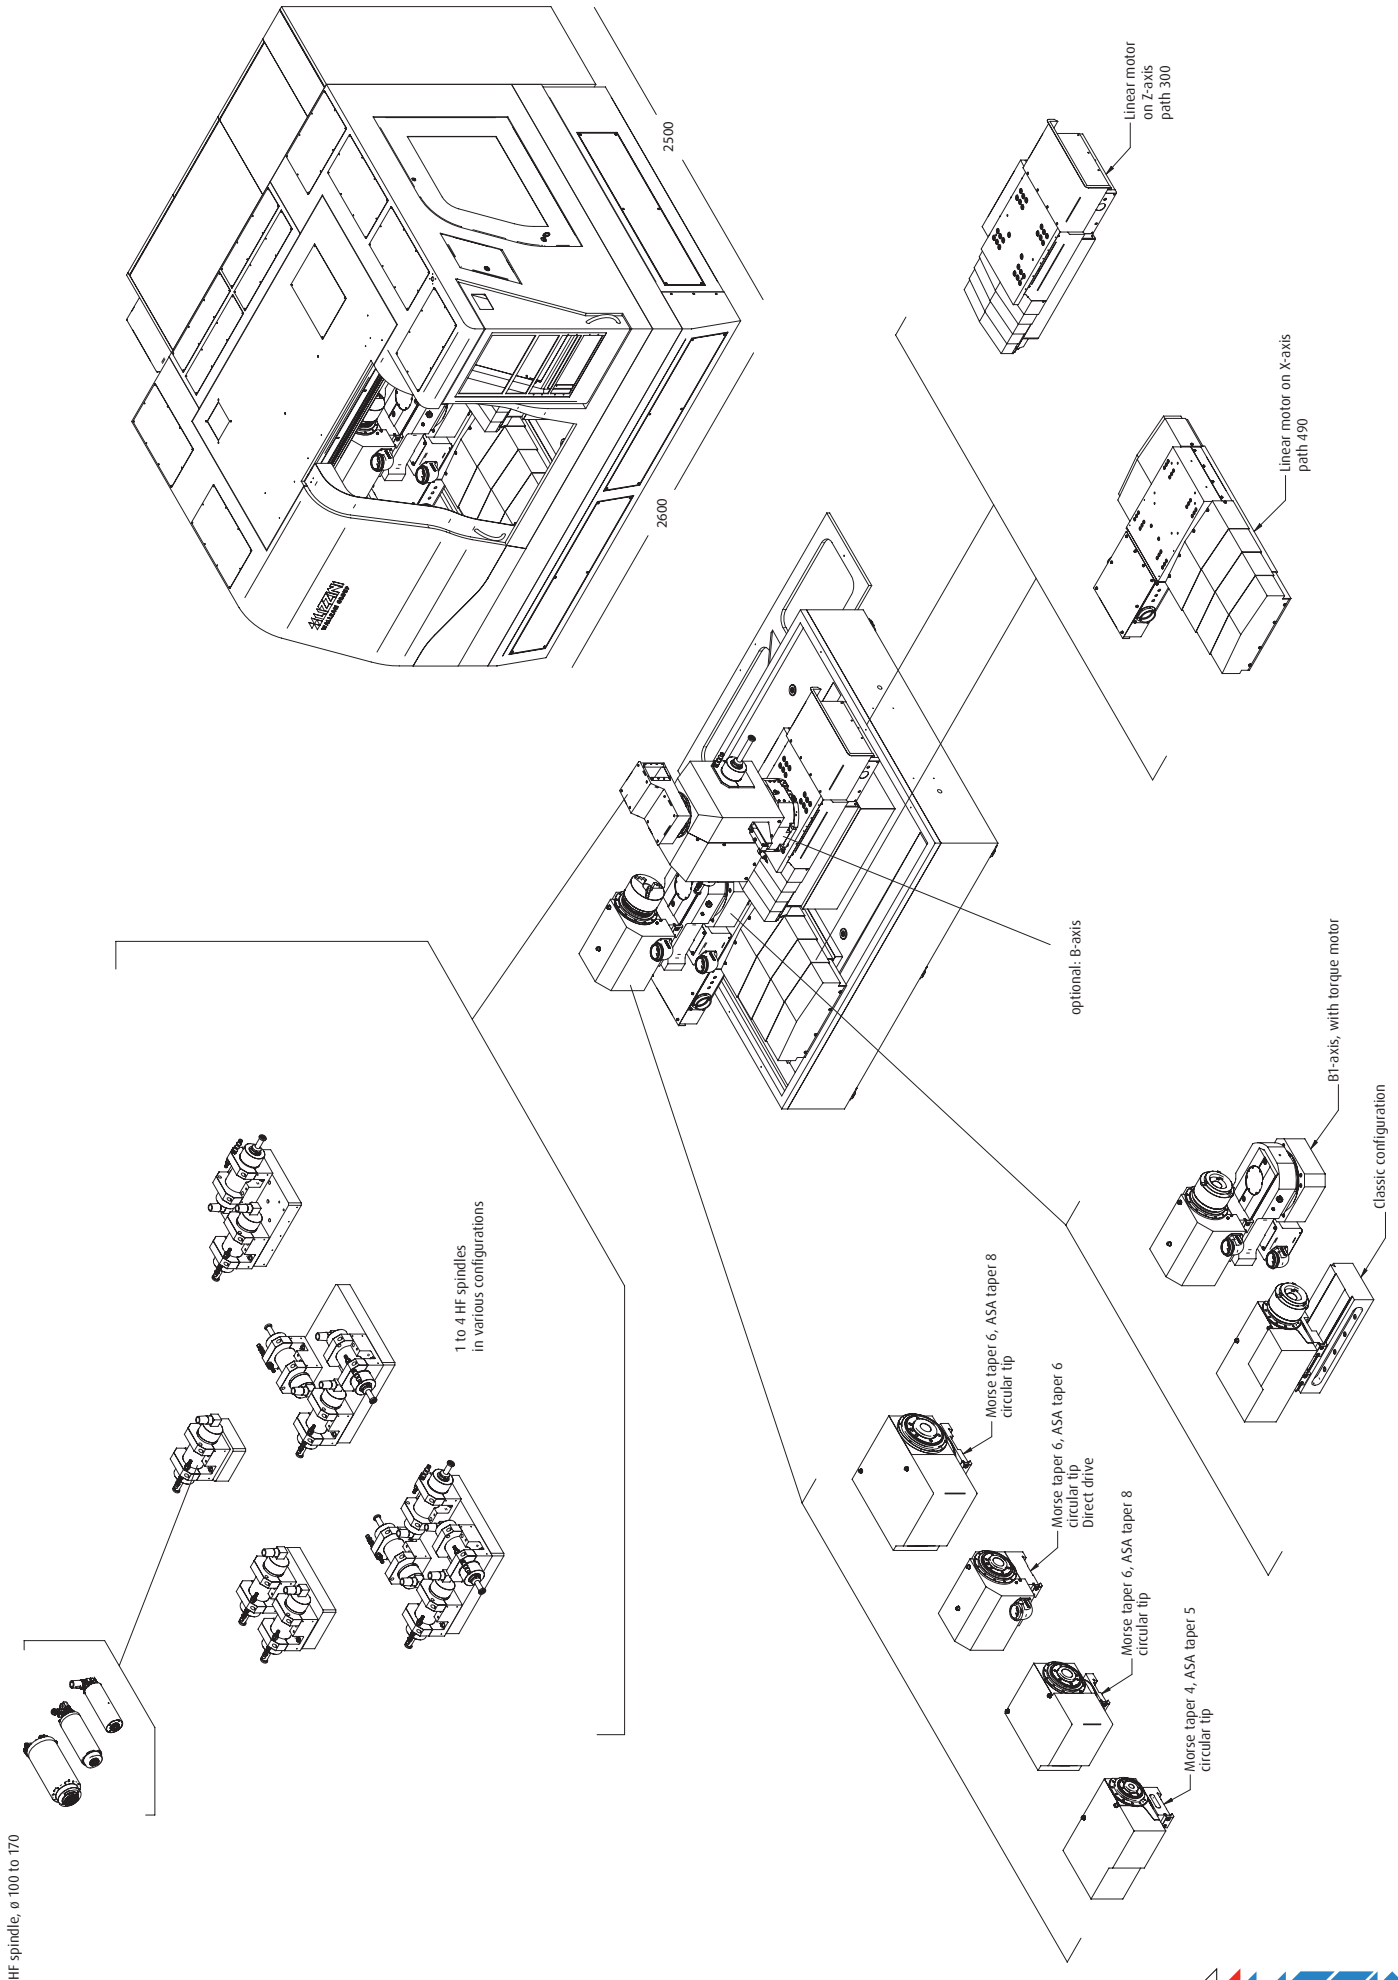 HF spindle, ø 100 to 170
1 to 4 HF spindles
in various configurations
LIZZINI
2600
2500
Linear motor
on Z-axis
path 300
Linear motor on X-axis
path 490
optional: B-axis
B1-axis, with torque motor
Classic configuration
Morse taper 6, ASA taper 8
circular tip
Morse taper 6, ASA taper 6
circular tip
Direct drive
Morse taper 6, ASA taper 8
circular tip
Morse taper 4, ASA taper 5
circular tip